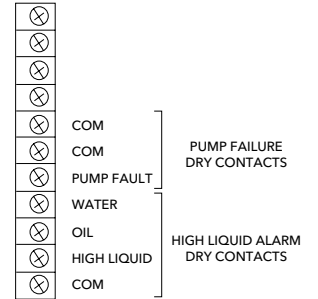 COM
COM
PUMP FAULT
PUMP FAILURE
DRY CONTACTS
WATER
OIL
HIGH LIQUID
COM
HIGH LIQUID ALARM
DRY CONTACTS